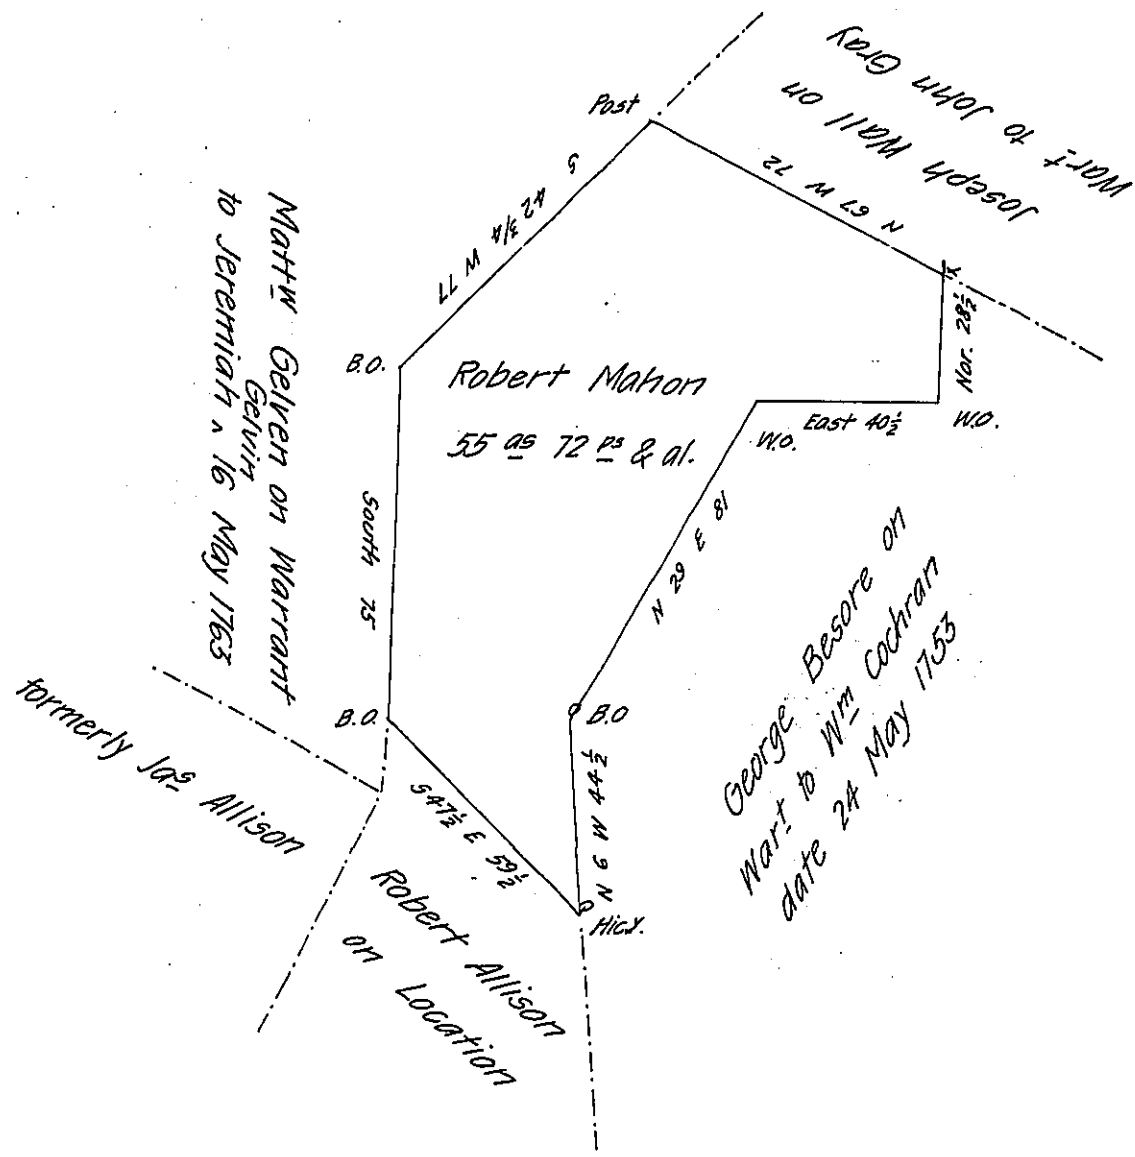 Wart to John Gray
Joseph Wall on
Post
N 67 W 72
S 42 3/4 W 77
Nor. 28½
B.O.
Robert Mahon
55 as 72 ps & al.
W.O.
East 40½
W.O.
Mattw Gelven on Warrant
Gelvin
to Jeremiah ^ 16 May 1763
South 75
N 29 E 81
George Besore on
Wart to Wm Cochran
date 24 May 1753
B.O.
B.O
formerly Jas Allison
S 47½ E 59½
N 6 W 44½
Hicy.
Robert Allison
on Location